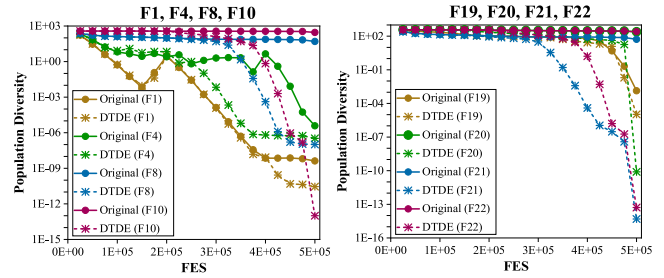 F1, F4, F8, F10
Population Diversity
1E+03
1E+00
1E-03
1E-06
1E-09
1E-12
1E-15
Original (F1)
DTDE (F1)
Original (F4)
DTDE (F4)
Original (F8)
DTDE (F8)
Original (F10)
DTDE (F10)
0E+00 1E+05 2E+05 3E+05 4E+05 5E+05
FES
F19, F20, F21, F22
Population Diversity
1E+02
1E-01
1E-04
1E-07
1E-10
1E-13
1E-16
Original (F19)
DTDE (F19)
Original (F20)
DTDE (F20)
Original (F21)
DTDE (F21)
Original (F22)
DTDE (F22)
0E+00 1E+05 2E+05 3E+05 4E+05 5E+05
FES